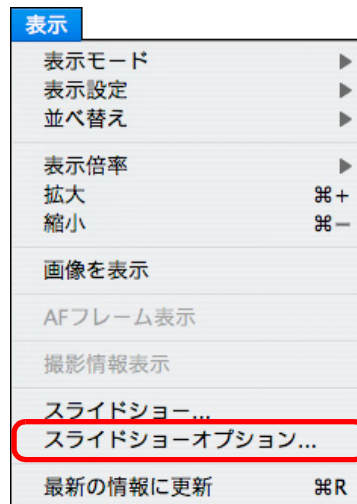 表示
表示モード ▶
表示設定 ▶
並べ替え ▶
表示倍率 ▶
拡大 ⌘+
縮小 ⌘−
画像を表示
AFフレーム表示
撮影情報表示
スライドショー...
スライドショーオプション...
最新の情報に更新 ⌘R